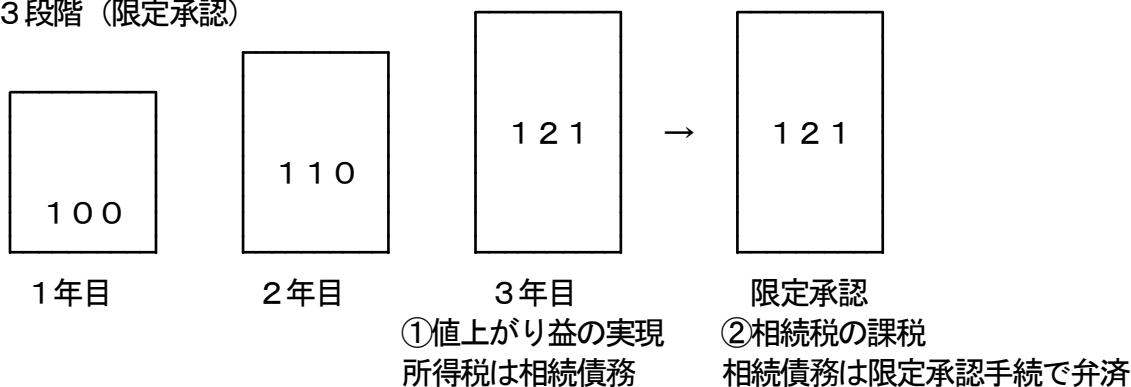 ３段階（限定承認）
１００
１１０
１２１
→
１２１
１年目
２年目
３年目
限定承認
①値上がり益の実現
所得税は相続債務
②相続税の課税
相続債務は限定承認手続で弁済